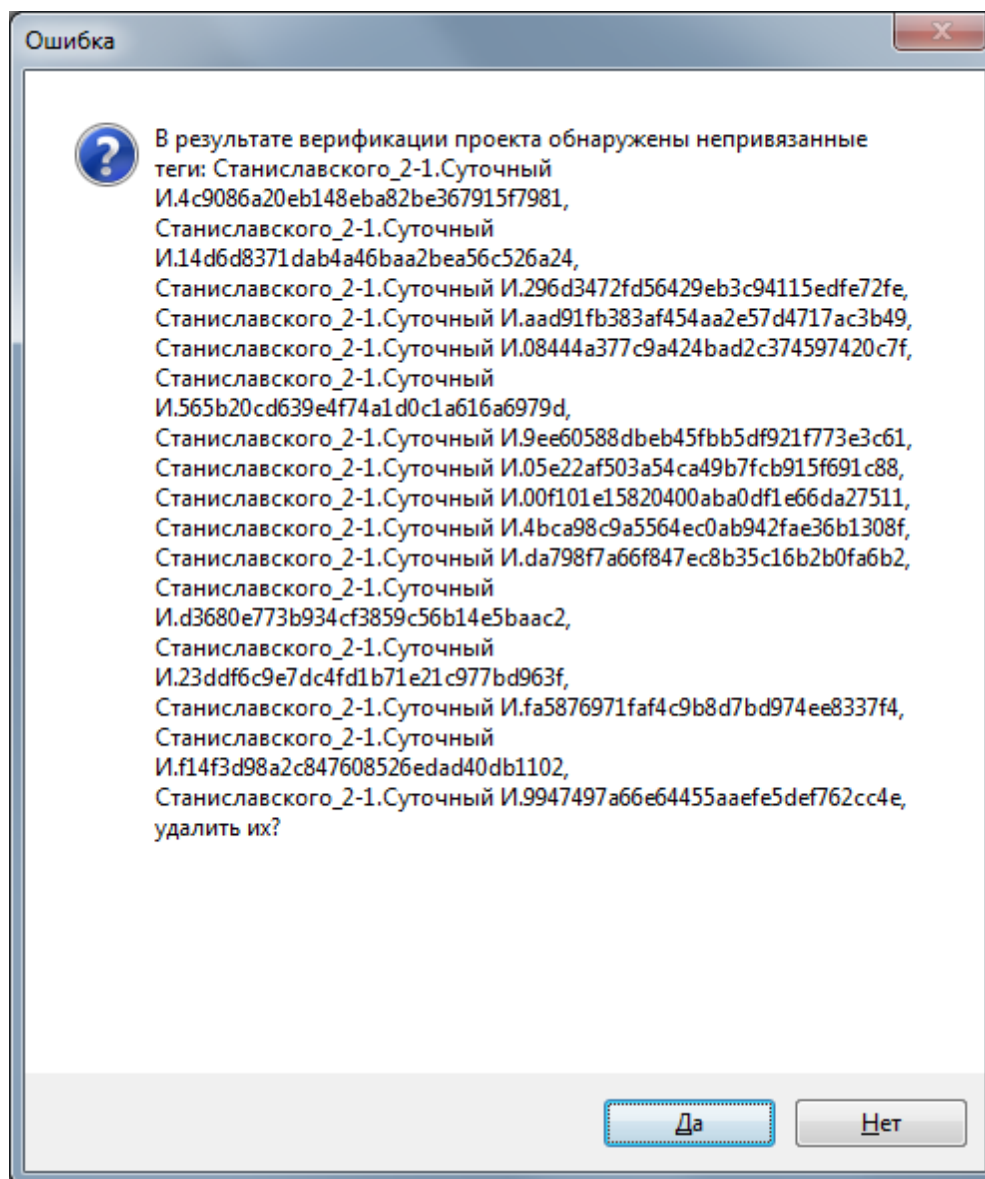 Ошибка
В результате верификации проекта обнаружены непривязанные
теги: Станиславского_2-1.Суточный
И.4c9086a20eb148eba82be367915f7981,
Станиславского_2-1.Суточный
И.14d6d8371dab4a46baa2bea56c526a24,
Станиславского_2-1.Суточный И.296d3472fd56429eb3c94115edfe72fe,
Станиславского_2-1.Суточный И.aad91fb383af454aa2e57d4717ac3b49,
Станиславского_2-1.Суточный И.08444a377c9a424bad2c374597420c7f,
Станиславского_2-1.Суточный
И.565b20cd639e4f74a1d0c1a616a6979d,
Станиславского_2-1.Суточный И.9ee60588dbeb45fbb5df921f773e3c61,
Станиславского_2-1.Суточный И.05e22af503a54ca49b7fcb915f691c88,
Станиславского_2-1.Суточный И.00f101e15820400aba0df1e66da27511,
Станиславского_2-1.Суточный И.4bca98c9a5564ec0ab942fae36b1308f,
Станиславского_2-1.Суточный И.da798f7a66f847ec8b35c16b2b0fa6b2,
Станиславского_2-1.Суточный
И.d3680e773b934cf3859c56b14e5baac2,
Станиславского_2-1.Суточный
И.23ddf6c9e7dc4fd1b71e21c977bd963f,
Станиславского_2-1.Суточный И.fa5876971faf4c9b8d7bd974ee8337f4,
Станиславского_2-1.Суточный
И.f14f3d98a2c847608526edad40db1102,
Станиславского_2-1.Суточный И.9947497a66e64455aaefe5def762cc4e,
удалить их?
Да
Нет